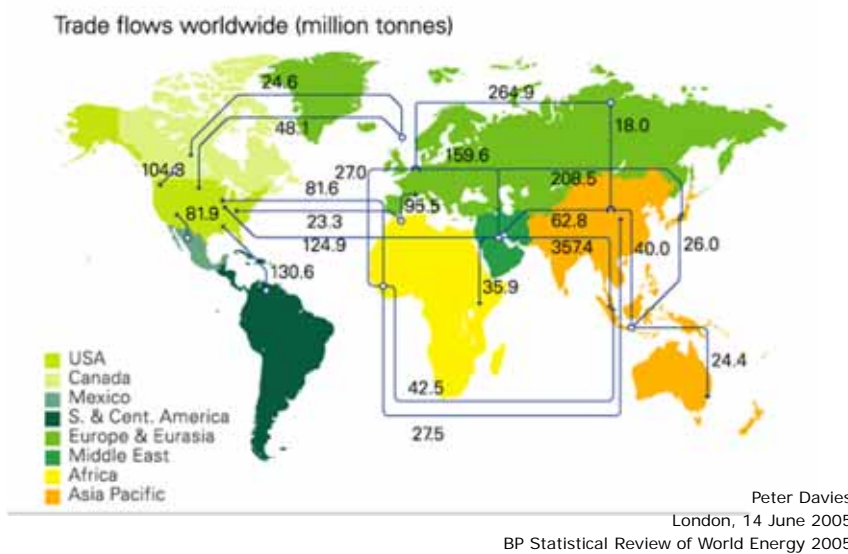 Trade flows worldwide (million tonnes)
24.6
264.9
48.1
18.0
159.6
104.3
27.0
208.5
81.6
95.5
81.9
23.3
62.8
124.9
357.4
40.0
26.0
130.6
35.9
24.4
42.5
27.5
USA
Canada
Mexico
S. & Cent. America
Europe & Eurasia
Middle East
Africa
Asia Pacific
Peter Davies
London, 14 June 2005
BP Statistical Review of World Energy 2005